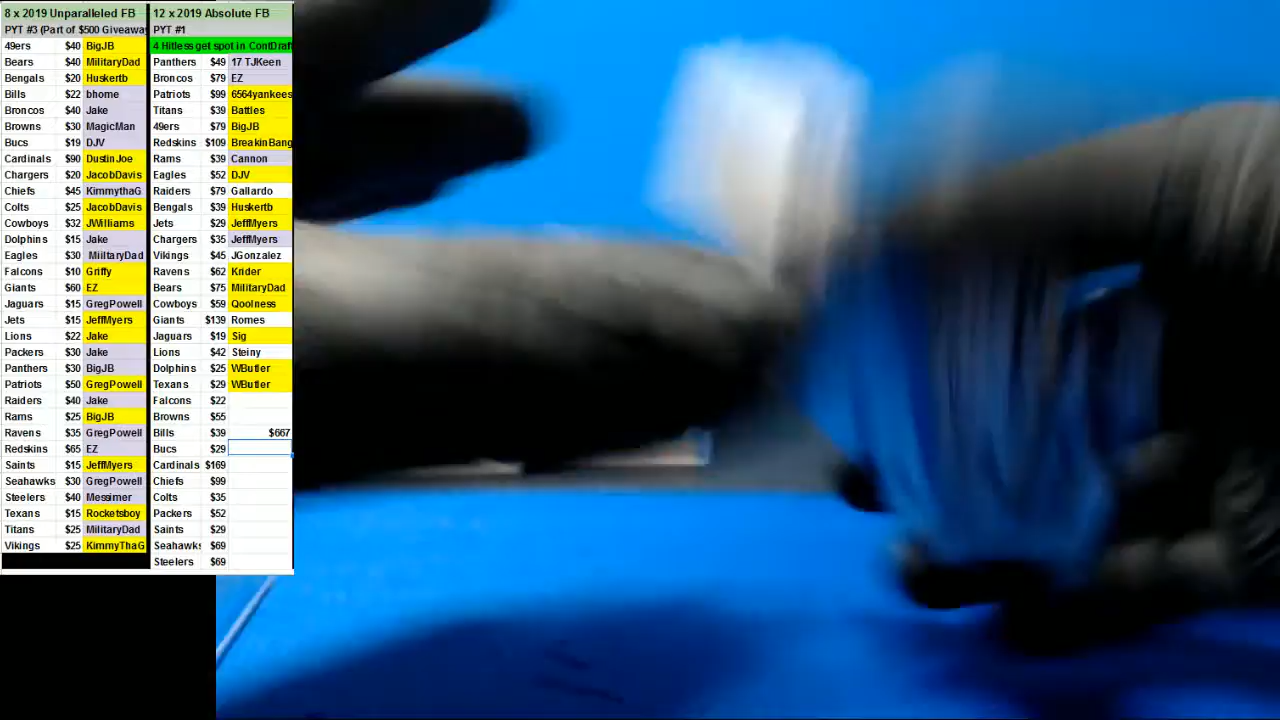 8 x 2019 Unparalleled FB 12 x 2019 Absolute FB
PYT #3 (Part of $500 Giveaway PYT #1
49ers $40 BigJB 4 Hitless get spot in ContDraft
Bears $40 MilitaryDad Panthers $49 17 TJKeen
Bengals $20 Huskertb Broncos $79 EZ
Bills $22 bhome Patriots $99 6564yankees
Broncos $40 Jake Titans $39 Battles
Browns $30 MagicMan 49ers $79 BigJB
Bucs $19 DJV Redskins $109 BreakinBang
Cardinals $90 DustinJoe Rams $39 Cannon
Chargers $20 JacobDavis Eagles $52 DJV
Chiefs $45 KimmythaG Raiders $79 Gallardo
Colts $25 JacobDavis Bengals $39 Huskertb
Cowboys $32 JWilliams Jets $29 JeffMyers
Dolphins $15 Jake Chargers $35 JeffMyers
Eagles $30 MiiltaryDad Vikings $45 JGonzalez
Falcons $10 Griffy Ravens $62 Krider
Giants $60 EZ Bears $75 MilitaryDad
Jaguars $15 GregPowell Cowboys $59 Qoolness
Jets $15 JeffMyers Giants $139 Romes
Lions $22 Jake Jaguars $19 Sig
Packers $30 Jake Lions $42 Steiny
Panthers $30 BigJB Dolphins $25 WButler
Patriots $50 GregPowell Texans $29 WButler
Raiders $40 Jake Falcons $22
Rams $25 BigJB Browns $55
Ravens $35 GregPowell Bills $39 $667
Redskins $65 EZ Bucs $29
Saints $15 JeffMyers Cardinals $169
Seahawks $30 GregPowell Chiefs $99
Steelers $40 Messimer Colts $35
Texans $15 Rocketsboy Packers $52
Titans $25 MilitaryDad Saints $29
Vikings $25 KimmyThaG Seahawks $69
Steelers $69